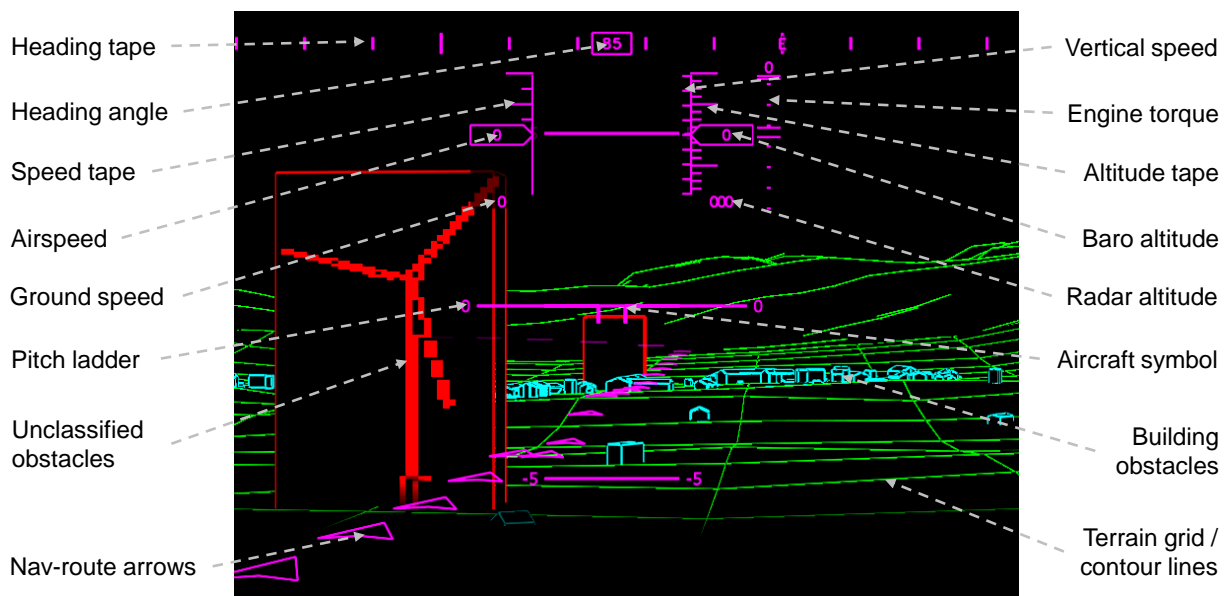 Heading tape
Heading angle
Speed tape
Airspeed
Ground speed
Pitch ladder
Unclassified
obstacles
Nav-route arrows
85
E
0
0
0
0
000
0
0
-5
-5
Vertical speed
Engine torque
Altitude tape
Baro altitude
Radar altitude
Aircraft symbol
Building
obstacles
Terrain grid /
contour lines